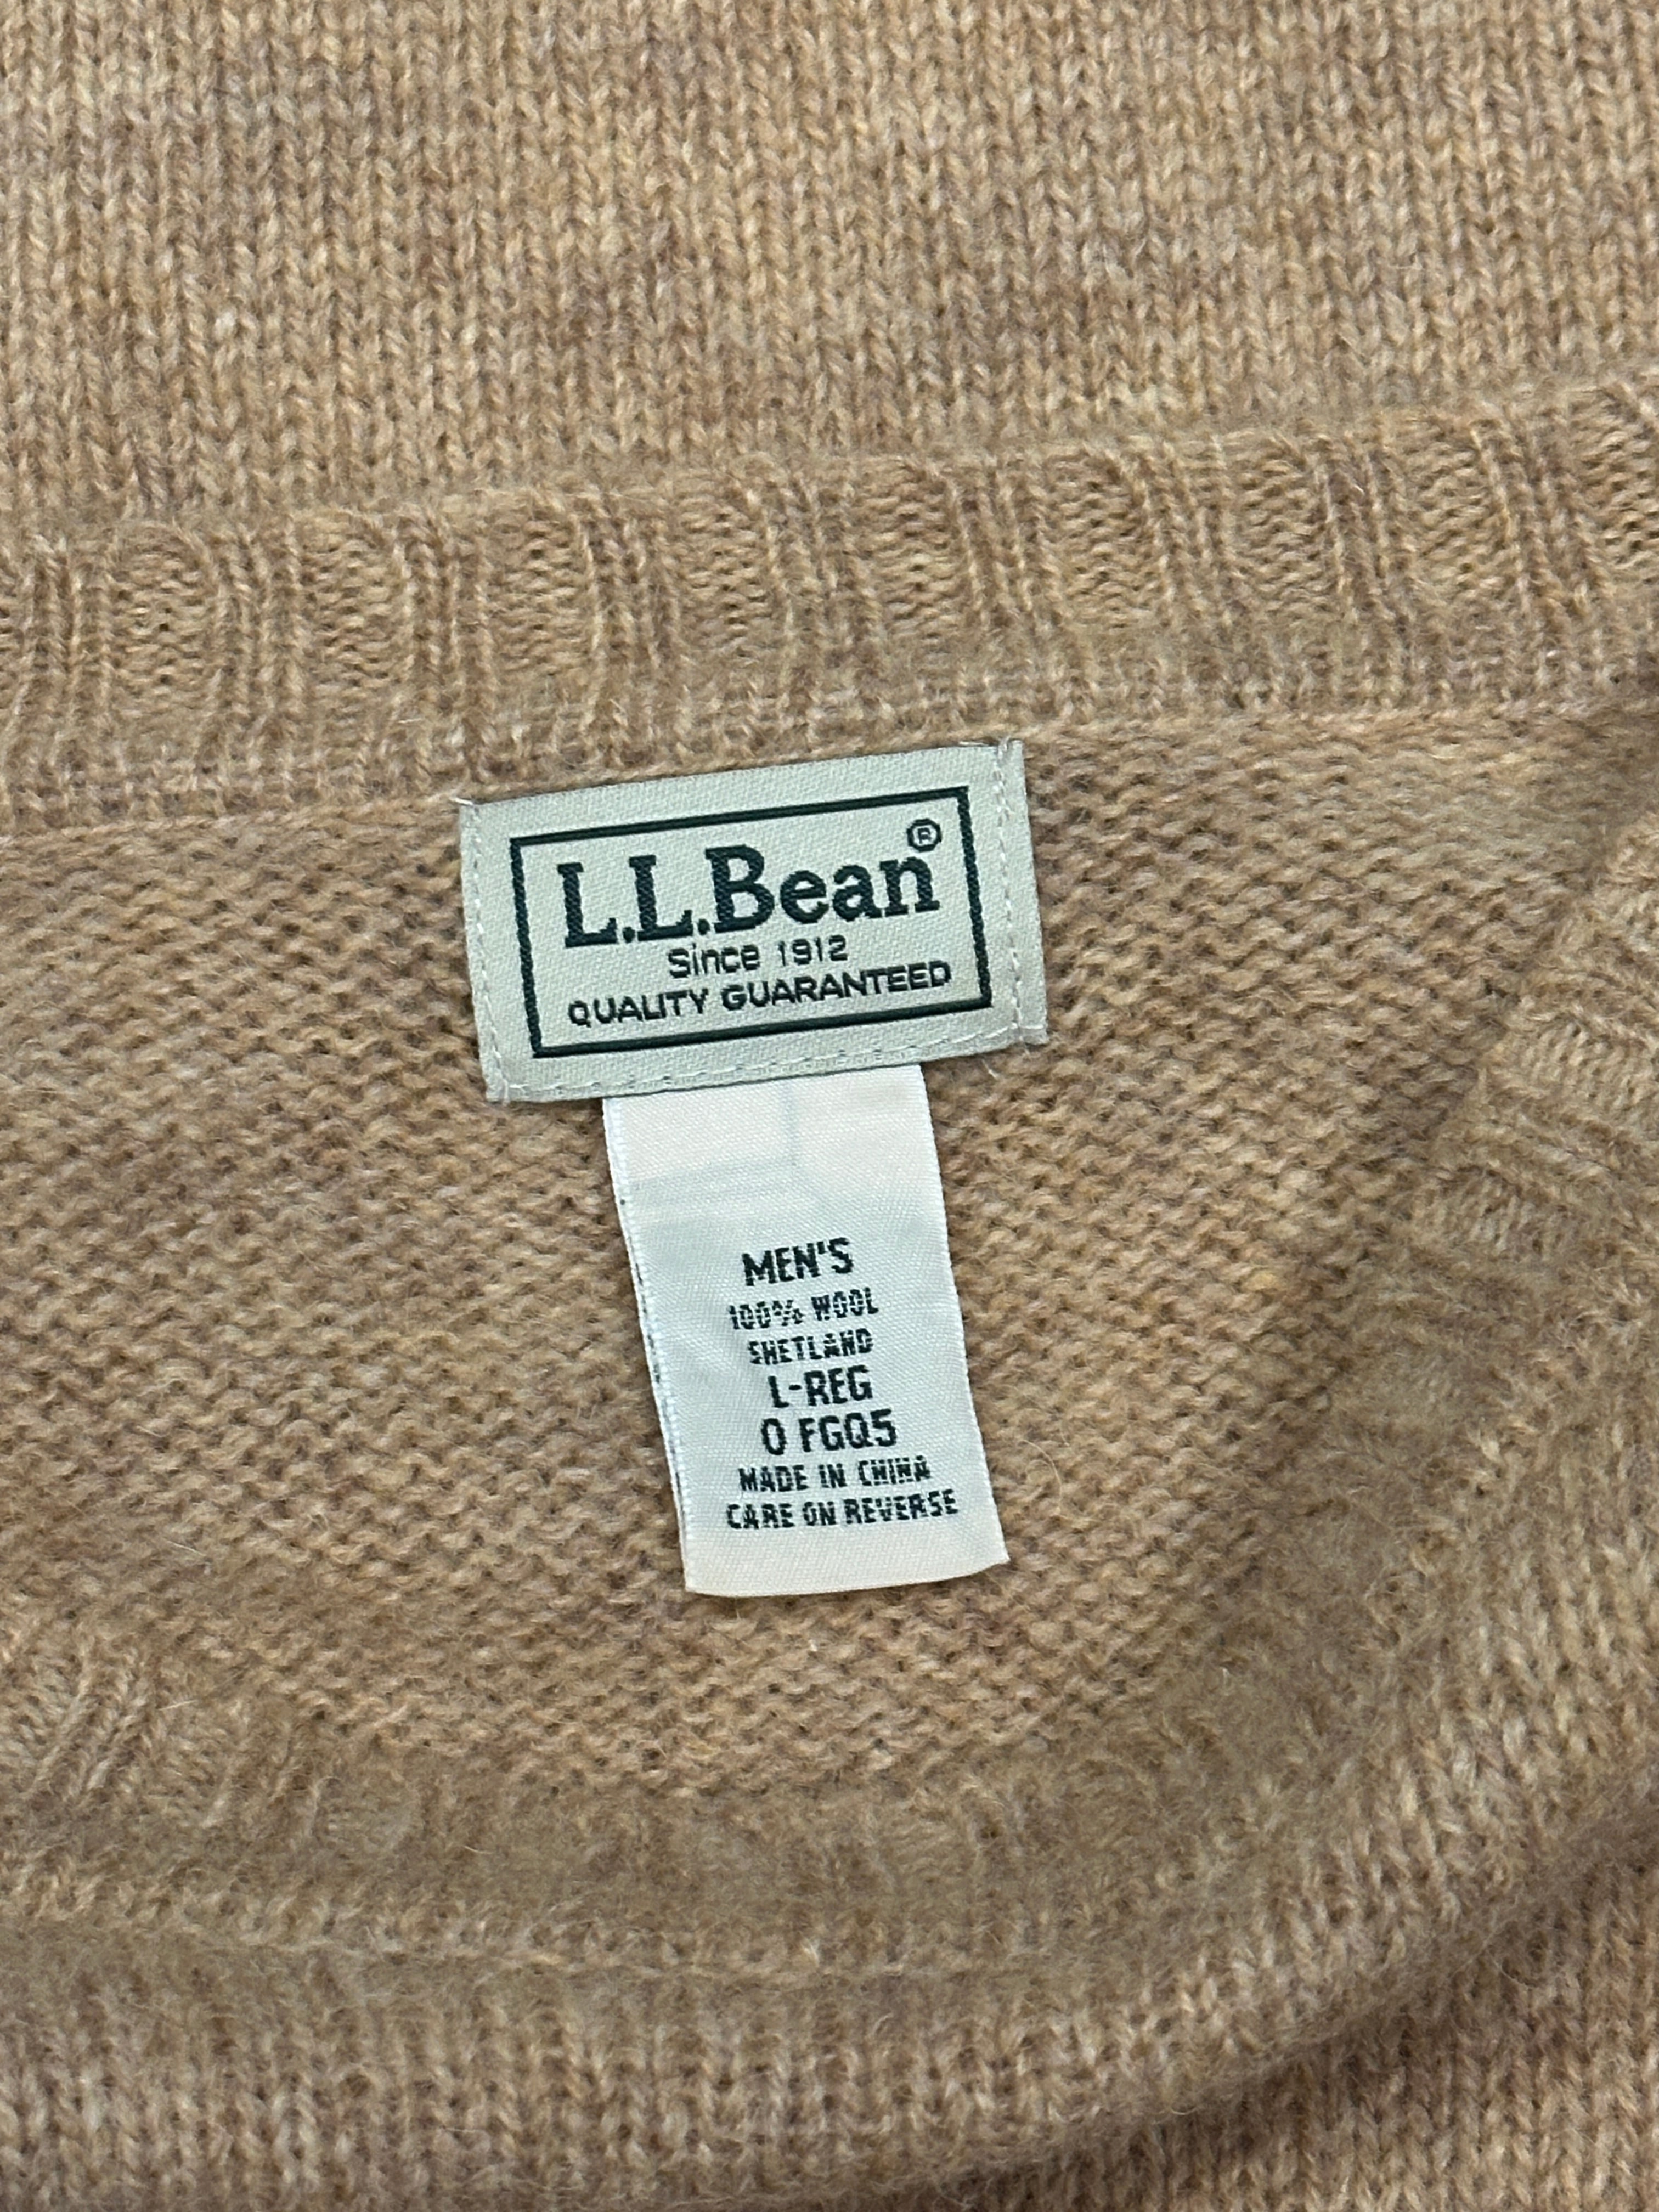 L.L.Bean®
Since 1912
QUALITY GUARANTEED
MEN'S
100% WOOL
SHETLAND
L-REG
0 FGQ5
MADE IN CHINA
CARE ON REVERSE